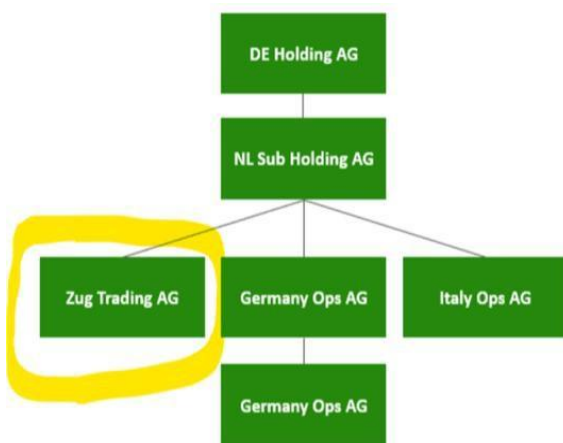 DE Holding AG
NL Sub Holding AG
Zug Trading AG
Germany Ops AG
Italy Ops AG
Germany Ops AG